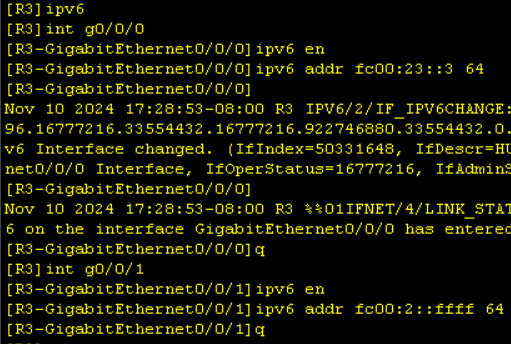 [R3]ipv6
[R3]int g0/0/0
[R3-GigabitEthernet0/0/0]ipv6 en
[R3-GigabitEthernet0/0/0]ipv6 addr fc00:23::3 64
[R3-GigabitEthernet0/0/0]
Nov 10 2024 17:28:53-08:00 R3 IPV6/2/IF_IPV6CHANGE:
96.16777216.33554432.16777216.922746880.33554432.0.
v6 Interface changed. (IfIndex=50331648, IfDescr=HU
net0/0/0 Interface, IfOperStatus=16777216, IfAdminS
[R3-GigabitEthernet0/0/0]
Nov 10 2024 17:28:53-08:00 R3 %%01IFNET/4/LINK_STAT
6 on the interface GigabitEthernet0/0/0 has entered
[R3-GigabitEthernet0/0/0]q
[R3]int g0/0/1
[R3-GigabitEthernet0/0/1]ipv6 en
[R3-GigabitEthernet0/0/1]ipv6 addr fc00:2::ffff 64
[R3-GigabitEthernet0/0/1]q